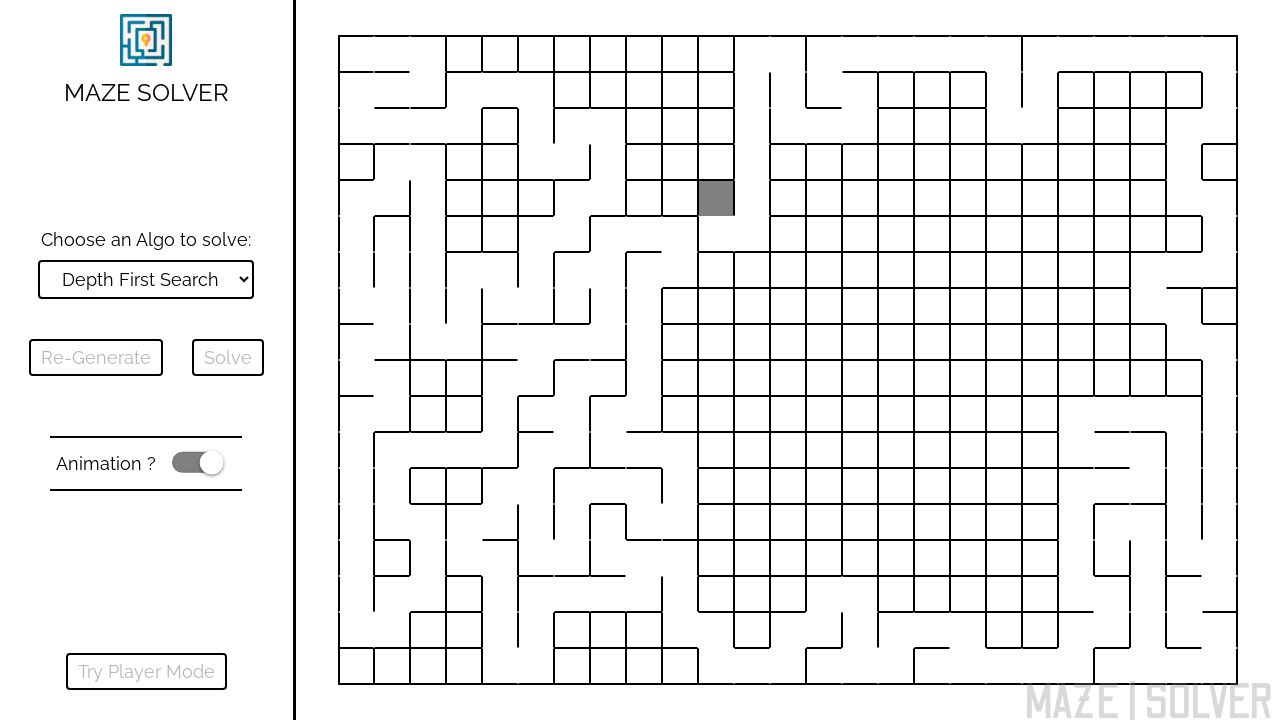 MAZE SOLVER
Choose an Algo to solve:
Depth First Search
Re-Generate
Solve
Animation ?
Try Player Mode
MAZE | SOLVER